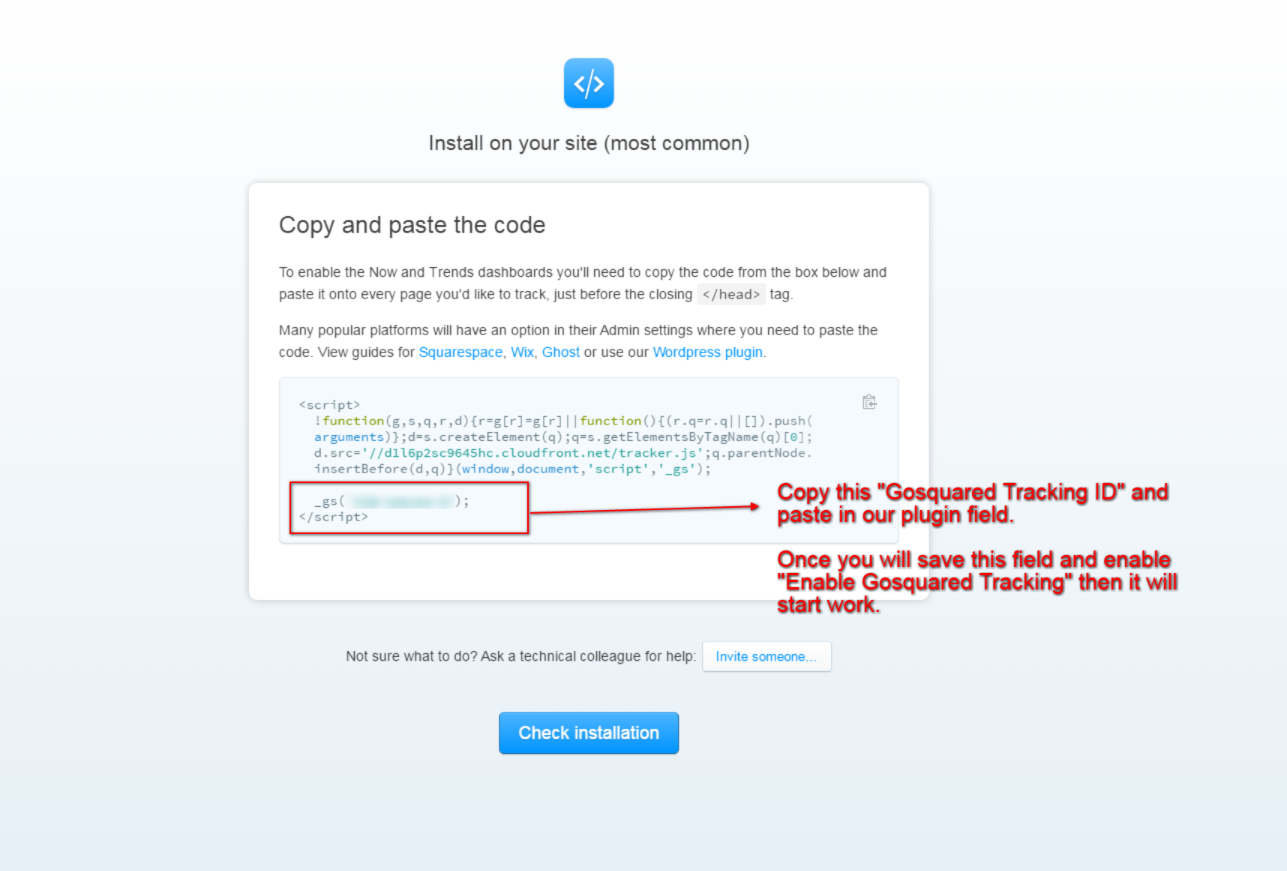 </>
Install on your site (most common)
Copy and paste the code
To enable the Now and Trends dashboards you'll need to copy the code from the box below and
paste it onto every page you'd like to track, just before the closing </head> tag.
Many popular platforms will have an option in their Admin settings where you need to paste the
code. View guides for Squarespace, Wix, Ghost or use our Wordpress plugin.
<script>
!function(g,s,q,r,d){r=g[r]=g[r]||function(){(r.q=r.q||[]).push(
arguments)};d=s.createElement(q);q=s.getElementsByTagName(q)[0];
d.src='//d1l6p2sc9645hc.cloudfront.net/tracker.js';q.parentNode.
insertBefore(d,q)}(window,document,'script','_gs');
_gs( );
</script>
Copy this "Gosquared Tracking ID" and
paste in our plugin field.
Once you will save this field and enable
"Enable Gosquared Tracking" then it will
start work.
Not sure what to do? Ask a technical colleague for help: Invite someone...
Check installation